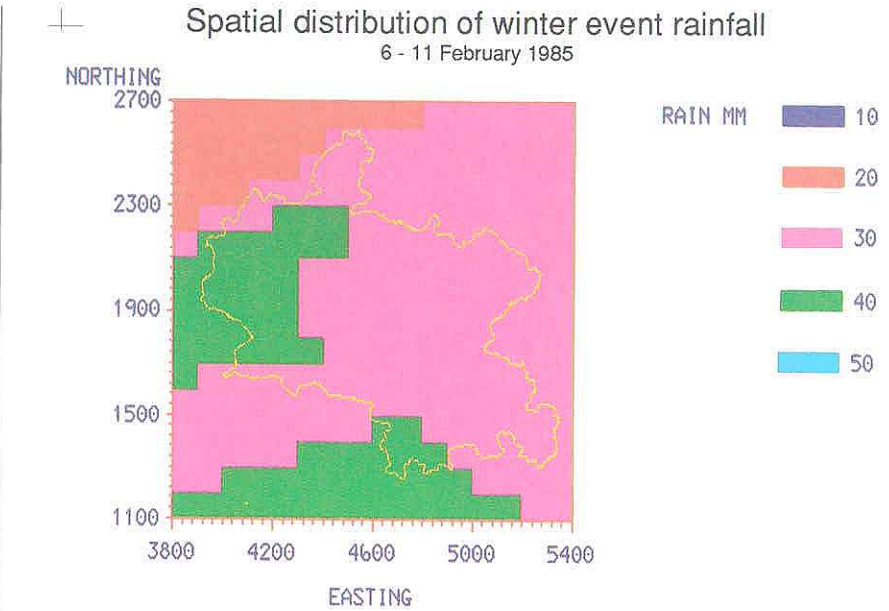 Spatial distribution of winter event rainfall
6 - 11 February 1985
NORTHING
2700
2300
1900
1500
1100
3800 4200 4600 5000 5400
EASTING
RAIN MM
10
20
30
40
50